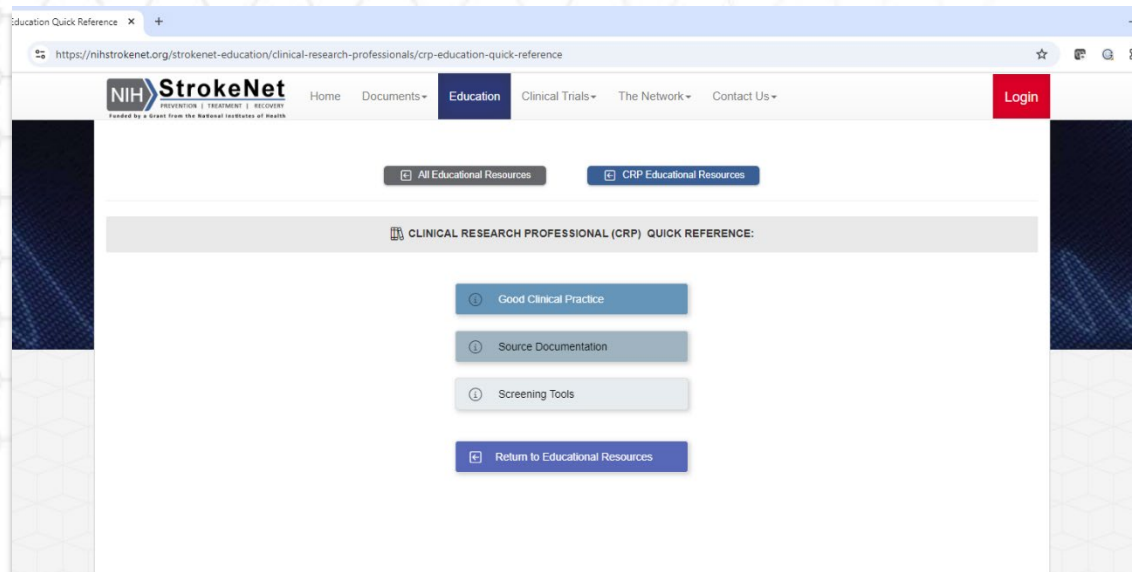 Education Quick Reference
https://nihstrokenet.org/strokenet-education/clinical-research-professionals/crp-education-quick-reference
NIH StrokeNet
PREVENTION | TREATMENT | RECOVERY
Funded by a Grant from the National Institutes of Health
Home Documents Education Clinical Trials The Network Contact Us Login
All Educational Resources CRP Educational Resources
CLINICAL RESEARCH PROFESSIONAL (CRP) QUICK REFERENCE:
Good Clinical Practice
Source Documentation
Screening Tools
Return to Educational Resources